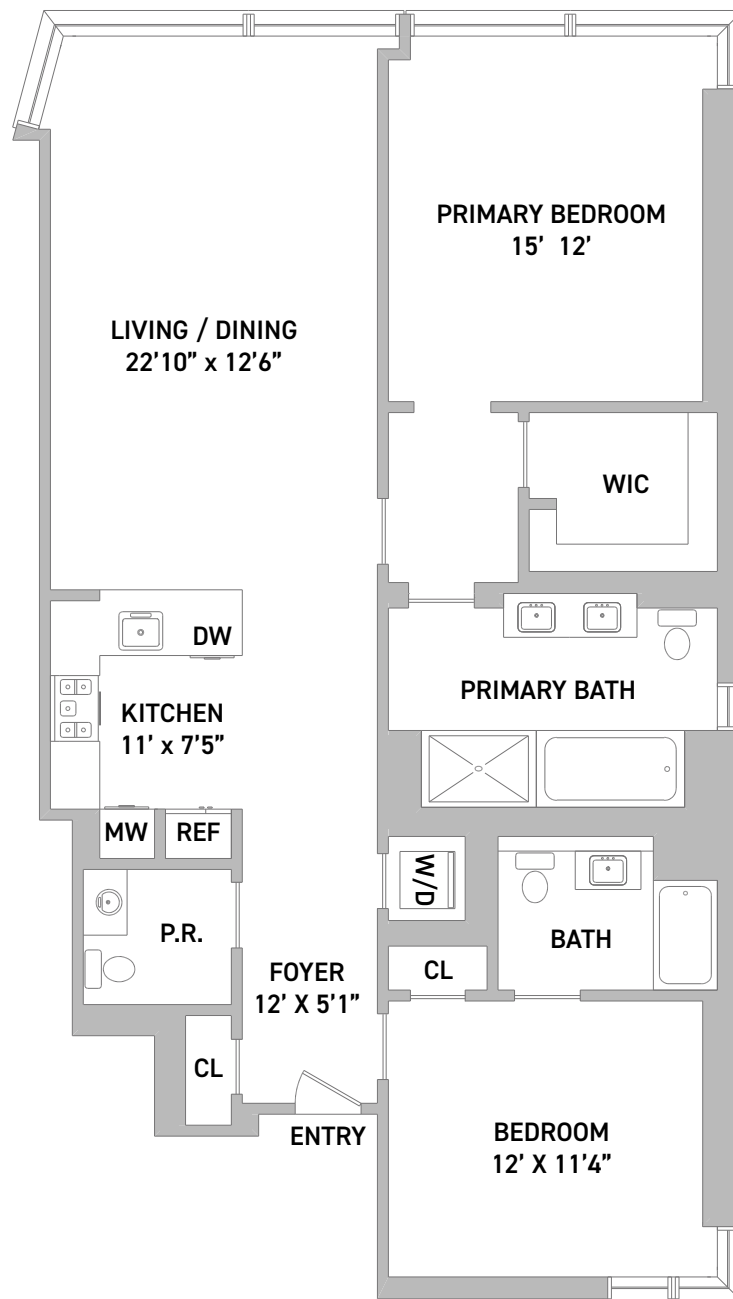 PRIMARY BEDROOM
15’ 12’
LIVING / DINING
22’10” x 12’6”
WIC
DW
PRIMARY BATH
KITCHEN
11’ x 7’5”
MW
REF
W/D
P.R.
BATH
CL
FOYER
12’ X 5’1”
CL
ENTRY
BEDROOM
12’ X 11’4”